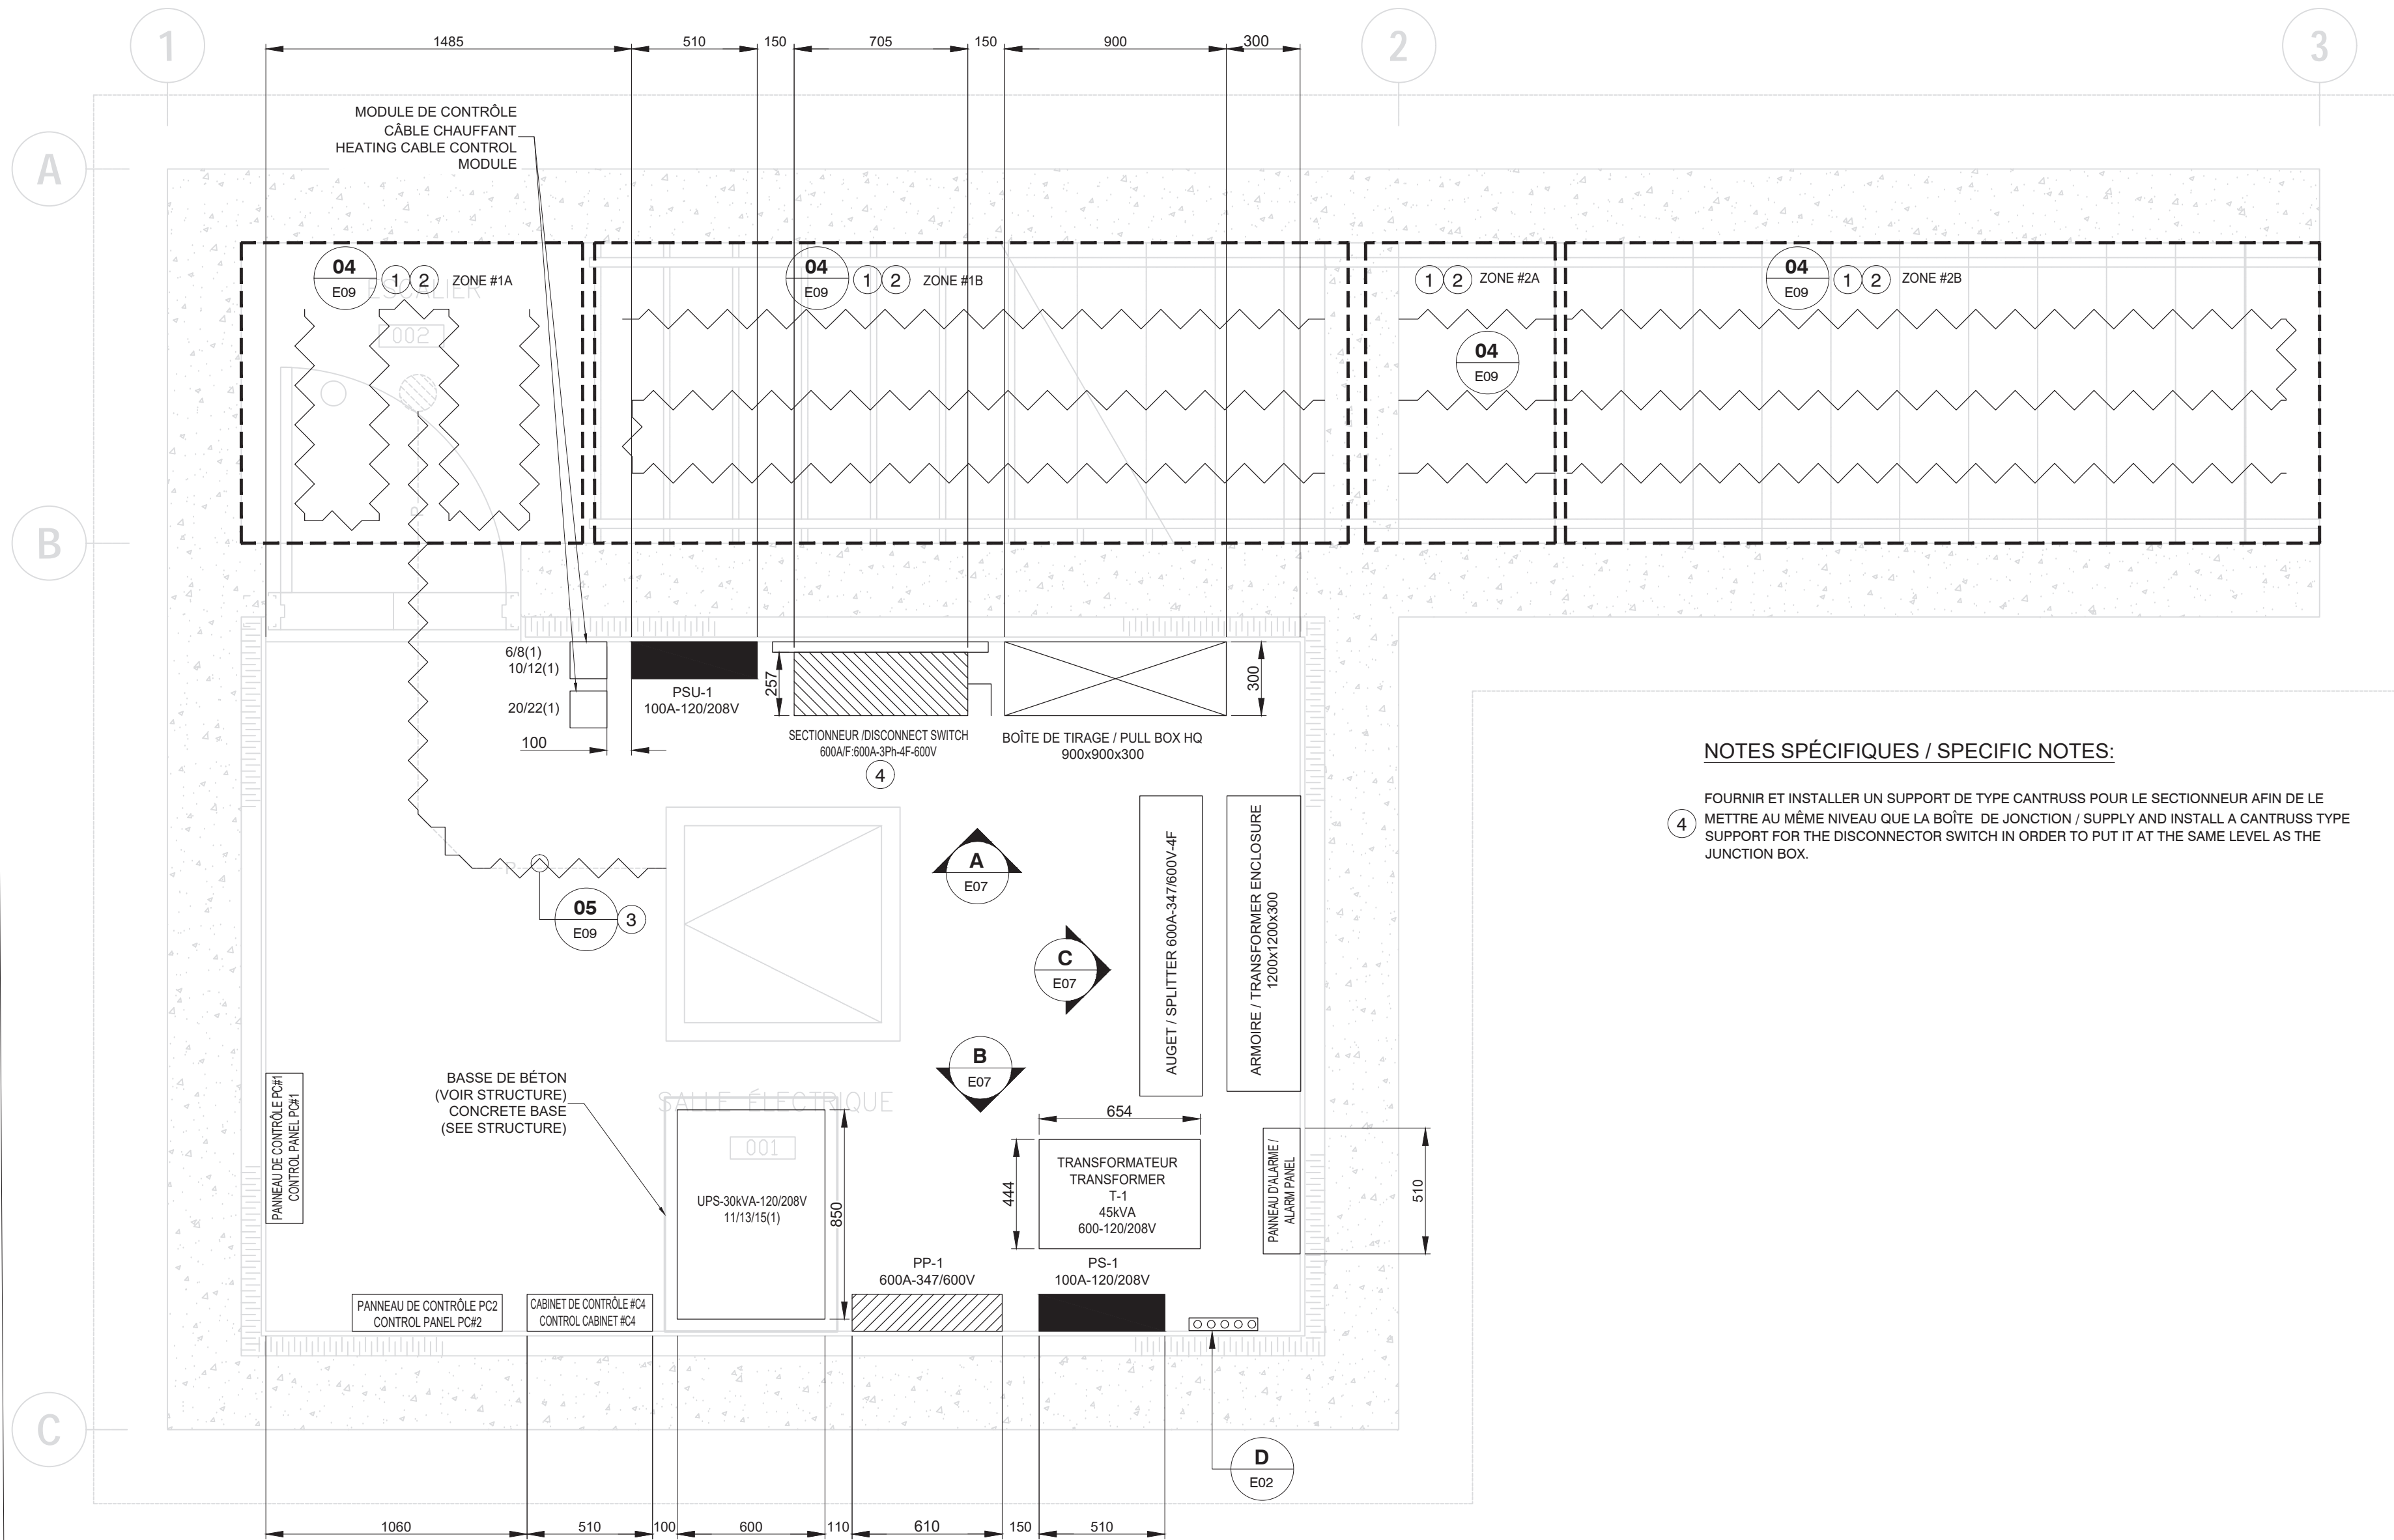 1
2
3
1485
510
150
705
150
900
300
MODULE DE CONTRÔLE
CÂBLE CHAUFFANT
HEATING CABLE CONTROL
MODULE
A
04
E09
1
2
ZONE #1A
ESCALIER
002
04
E09
1
2
ZONE #1B
1
2
ZONE #2A
04
E09
04
E09
1
2
ZONE #2B
B
6/8(1)
10/12(1)
20/22(1)
100
PSU-1
100A-120/208V
257
SECTIONNEUR /DISCONNECT SWITCH
600A/F:600A-3Ph-4F-600V
4
BOÎTE DE TIRAGE / PULL BOX HQ
900x900x300
300
NOTES SPÉCIFIQUES / SPECIFIC NOTES:
4
FOURNIR ET INSTALLER UN SUPPORT DE TYPE CANTRUSS POUR LE SECTIONNEUR AFIN DE LE
METTRE AU MÊME NIVEAU QUE LA BOÎTE DE JONCTION / SUPPLY AND INSTALL A CANTRUSS TYPE
SUPPORT FOR THE DISCONNECTOR SWITCH IN ORDER TO PUT IT AT THE SAME LEVEL AS THE
JUNCTION BOX.
05
E09
3
A
E07
C
E07
B
E07
AUGET / SPLITTER 600A-347/600V-4F
ARMOIRE / TRANSFORMER ENCLOSURE
1200x1200x300
PANNEAU DE CONTRÔLE PC#1
CONTROL PANEL PC#1
BASSE DE BÉTON
(VOIR STRUCTURE)
CONCRETE BASE
(SEE STRUCTURE)
SALLE ÉLECTRIQUE
001
UPS-30kVA-120/208V
11/13/15(1)
850
654
444
TRANSFORMATEUR
TRANSFORMER
T-1
45kVA
600-120/208V
PANNEAU D'ALARME /
ALARM PANEL
510
PP-1
600A-347/600V
PS-1
100A-120/208V
PANNEAU DE CONTRÔLE PC2
CONTROL PANEL PC#2
CABINET DE CONTRÔLE #C4
CONTROL CABINET #C4
C
D
E02
1060
510
100
600
110
610
150
510